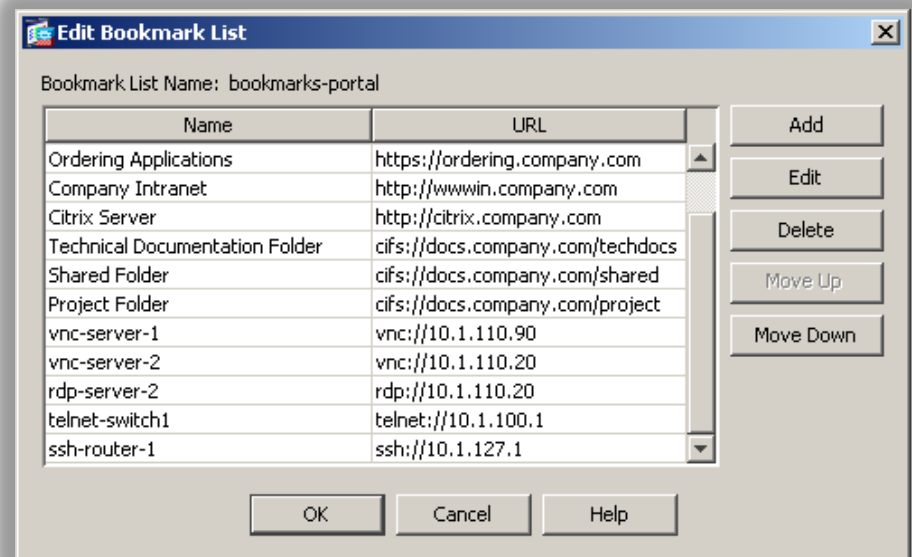 Edit Bookmark List
Bookmark List Name: bookmarks-portal
Name URL
Ordering Applications https://ordering.company.com
Company Intranet http://wwwin.company.com
Citrix Server http://citrix.company.com
Technical Documentation Folder cifs://docs.company.com/techdocs
Shared Folder cifs://docs.company.com/shared
Project Folder cifs://docs.company.com/project
vnc-server-1 vnc://10.1.110.90
vnc-server-2 vnc://10.1.110.20
rdp-server-2 rdp://10.1.110.20
telnet-switch1 telnet://10.1.100.1
ssh-router-1 ssh://10.1.127.1
Add
Edit
Delete
Move Up
Move Down
OK Cancel Help